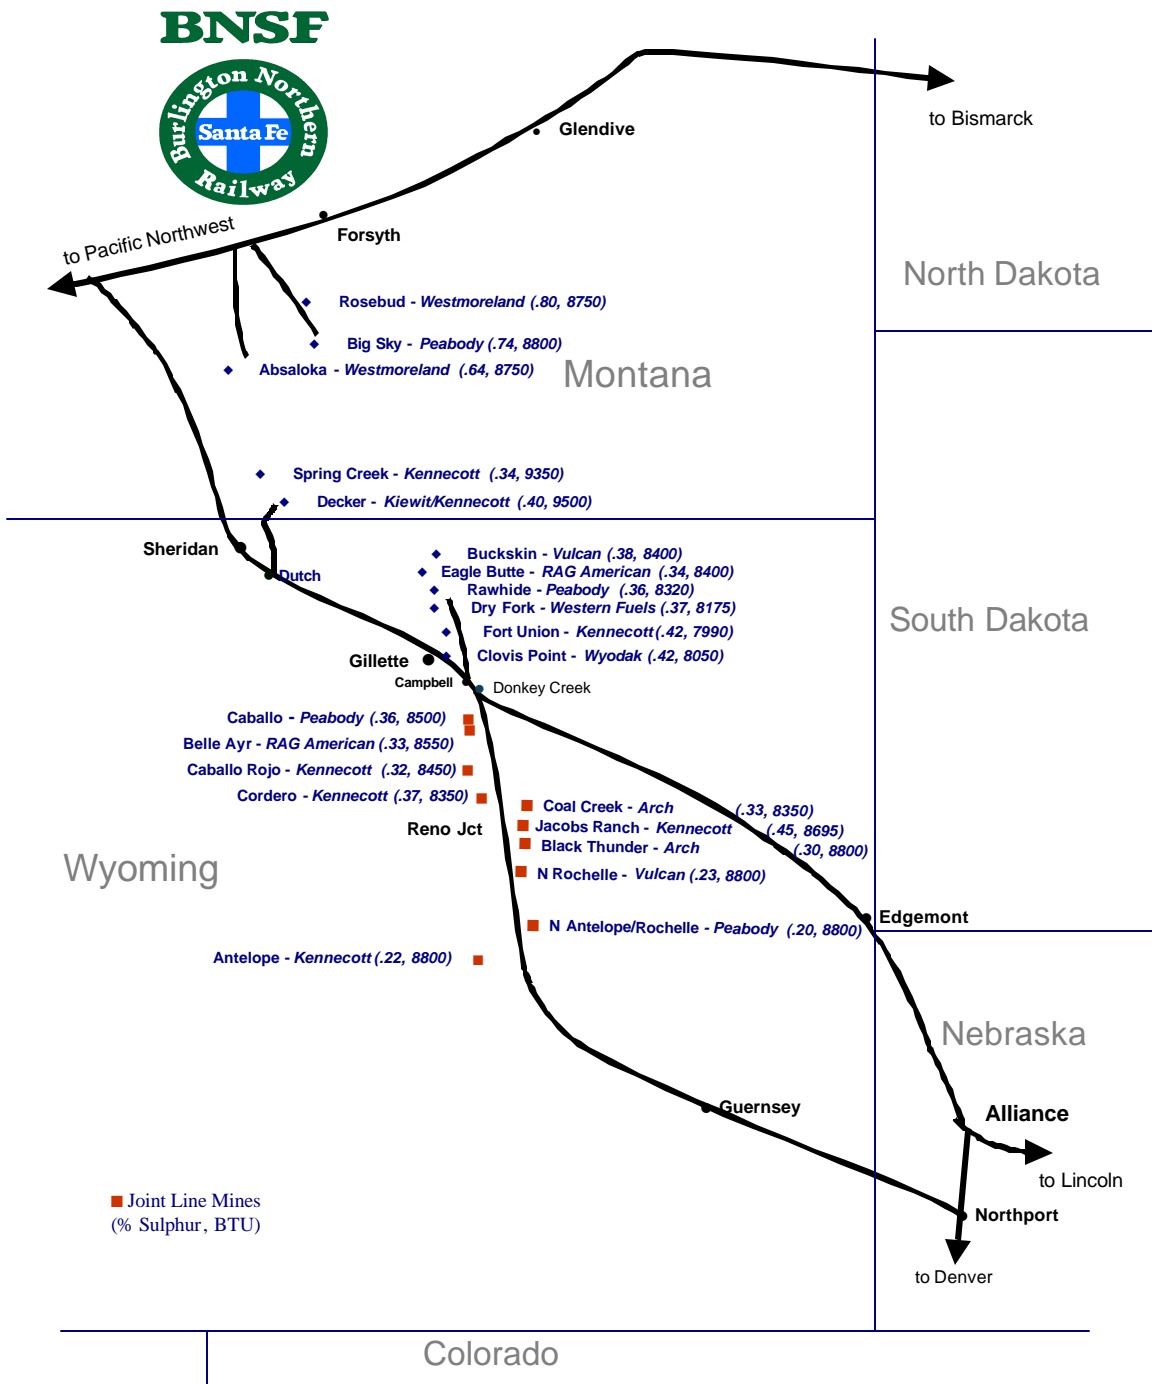 BNSF
Burlington Northern
Santa Fe
Railway
to Bismarck
Glendive
to Pacific Northwest
Forsyth
North Dakota
Rosebud - Westmoreland (.80, 8750)
Big Sky - Peabody (.74, 8800)
Absaloka - Westmoreland (.64, 8750)
Montana
Spring Creek - Kennecott (.34, 9350)
Decker - Kiewit/Kennecott (.40, 9500)
Sheridan
Dutch
Buckskin - Vulcan (.38, 8400)
Eagle Butte - RAG American (.34, 8400)
Rawhide - Peabody (.36, 8320)
Dry Fork - Western Fuels (.37, 8175)
Fort Union - Kennecott (.42, 7990)
Clovis Point - Wyodak (.42, 8050)
South Dakota
Gillette
Campbell
Donkey Creek
Caballo - Peabody (.36, 8500)
Belle Ayr - RAG American (.33, 8550)
Caballo Rojo - Kennecott (.32, 8450)
Cordero - Kennecott (.37, 8350)
Reno Jct
Coal Creek - Arch (.33, 8350)
Jacobs Ranch - Kennecott (.45, 8695)
Black Thunder - Arch (.30, 8800)
N Rochelle - Vulcan (.23, 8800)
Wyoming
N Antelope/Rochelle - Peabody (.20, 8800)
Edgemont
Antelope - Kennecott (.22, 8800)
Nebraska
Guernsey
Alliance
to Lincoln
Joint Line Mines
(% Sulphur, BTU)
Northport
to Denver
Colorado